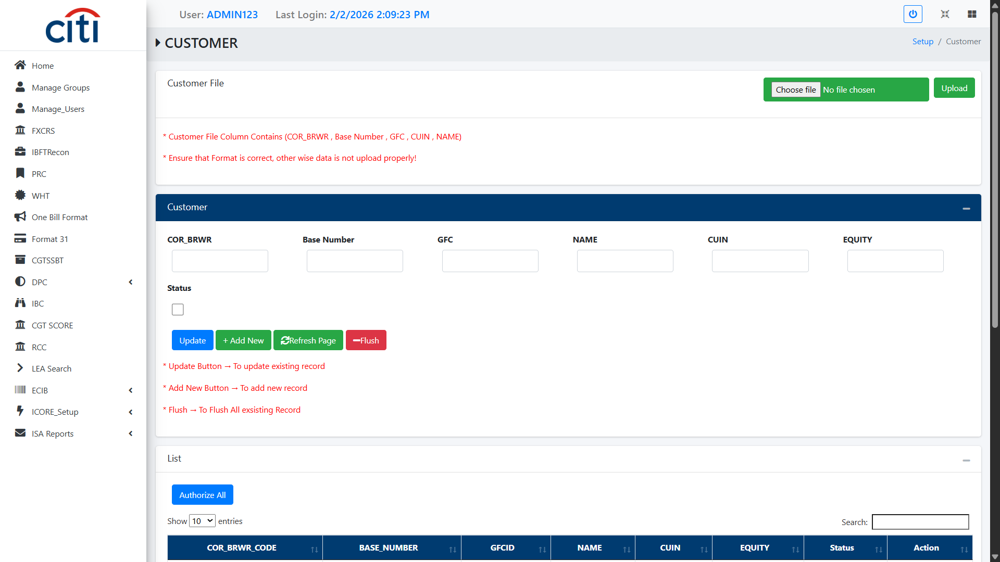 citi
User: ADMIN123 Last Login: 2/2/2026 2:09:23 PM
CUSTOMER
Setup / Customer
Home
Manage Groups
Manage_Users
FXCRS
IBFTRecon
PRC
WHT
One Bill Format
Format 31
CGTSSBT
DPC
IBC
CGT SCORE
RCC
LEA Search
ECIB
ICORE_Setup
ISA Reports
Customer File
Choose file No file chosen Upload
* Customer File Column Contains (COR_BRWR , Base Number , GFC , CUIN , NAME)
* Ensure that Format is correct, other wise data is not upload properly!
Customer
COR_BRWR Base Number GFC NAME CUIN EQUITY
Status
Update + Add New Refresh Page Flush
* Update Button → To update existing record
* Add New Button → To add new record
* Flush → To Flush All exsisting Record
List
Authorize All
Show 10 entries
Search:
COR_BRWR_CODE BASE_NUMBER GFCID NAME CUIN EQUITY Status Action